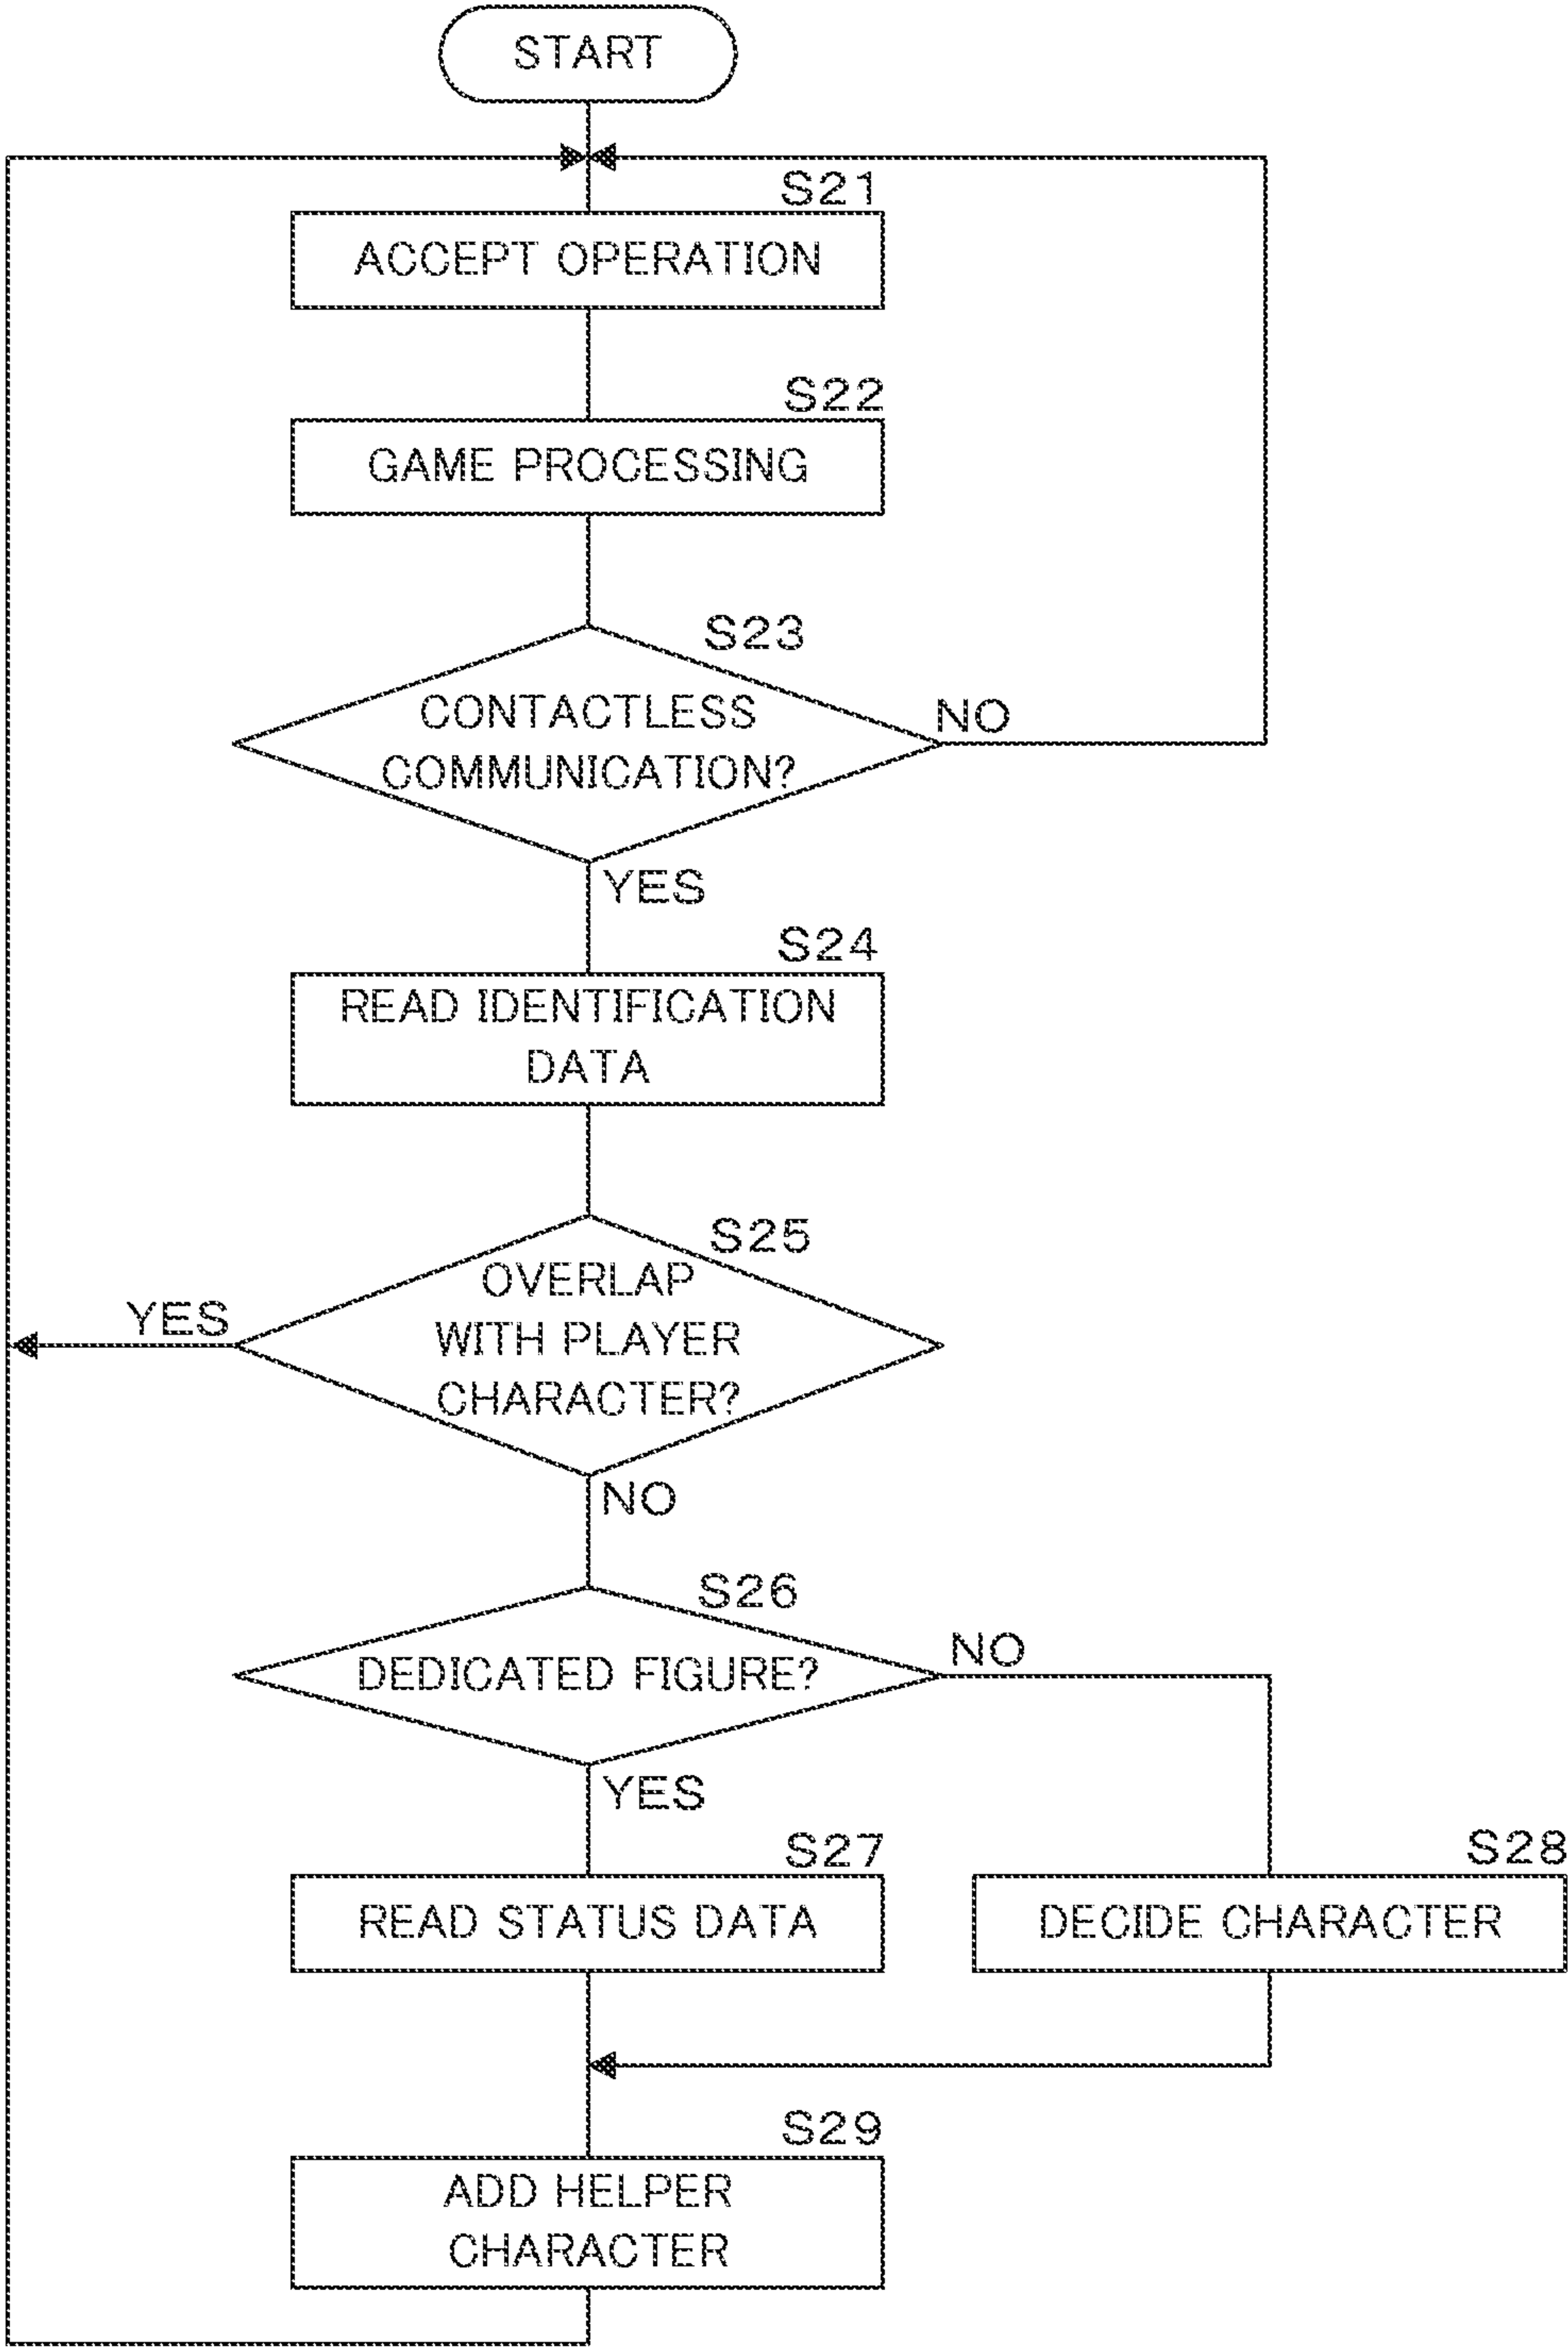 START
S21
ACCEPT OPERATION
S22
GAME PROCESSING
S23
CONTACTLESS
COMMUNICATION?
NO
YES
S24
READ IDENTIFICATION
DATA
S25
OVERLAP
WITH PLAYER
CHARACTER?
YES
NO
S26
DEDICATED FIGURE?
NO
YES
S27
READ STATUS DATA
S28
DECIDE CHARACTER
S29
ADD HELPER
CHARACTER